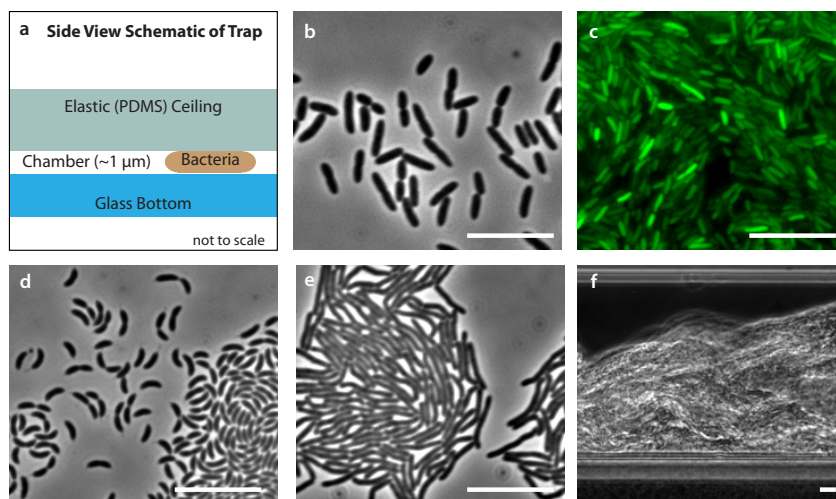 a Side View Schematic of Trap
Elastic (PDMS) Ceiling
Chamber (~1 μm) Bacteria
Glass Bottom
not to scale
b
c
d
e
f